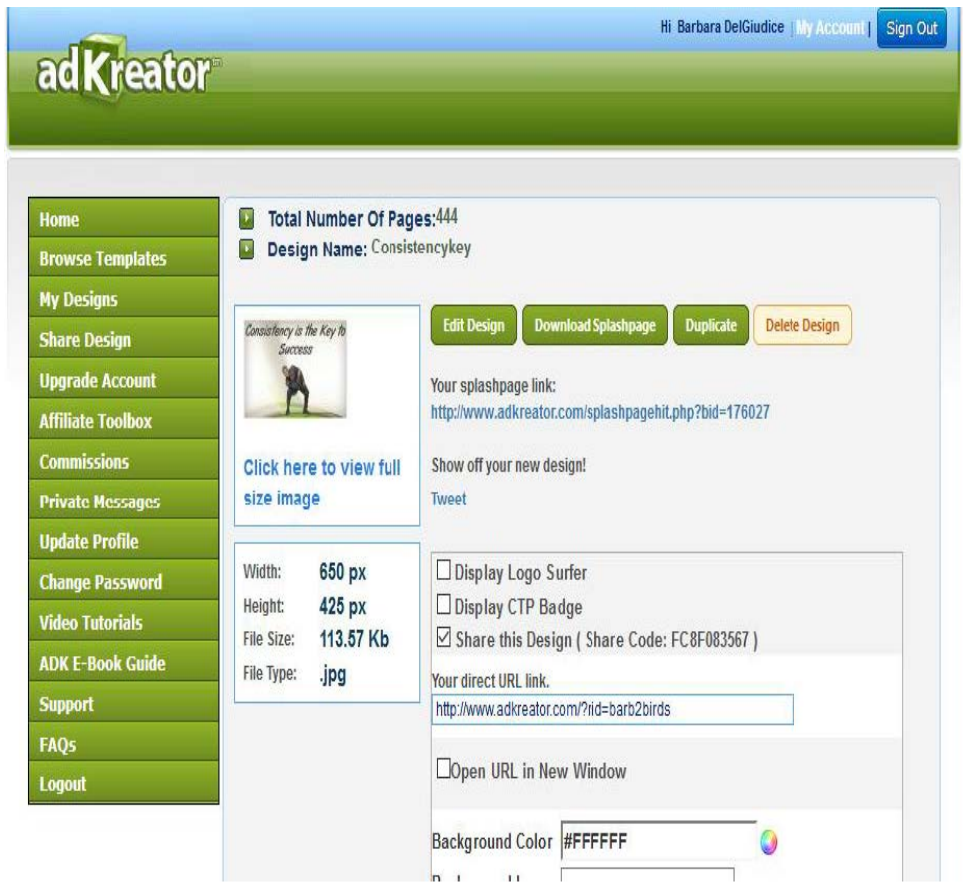 Hi Barbara DelGiudice | My Account | Sign Out
adKreator
Home
Browse Templates
My Designs
Share Design
Upgrade Account
Affiliate Toolbox
Commissions
Private Messages
Update Profile
Change Password
Video Tutorials
ADK E-Book Guide
Support
FAQs
Logout
Total Number Of Pages:444
Design Name: Consistencykey
Consistency is the Key to
Success
Click here to view full
size image
Width: 650 px
Height: 425 px
File Size: 113.57 Kb
File Type: .jpg
Edit Design Download Splashpage Duplicate Delete Design
Your splashpage link:
http://www.adkreator.com/splashpagehit.php?bid=176027
Show off your new design!
Tweet
Display Logo Surfer
Display CTP Badge
Share this Design ( Share Code: FC8F083567 )
Your direct URL link.
http://www.adkreator.com/?rid=barb2birds
Open URL in New Window
Background Color #FFFFFF